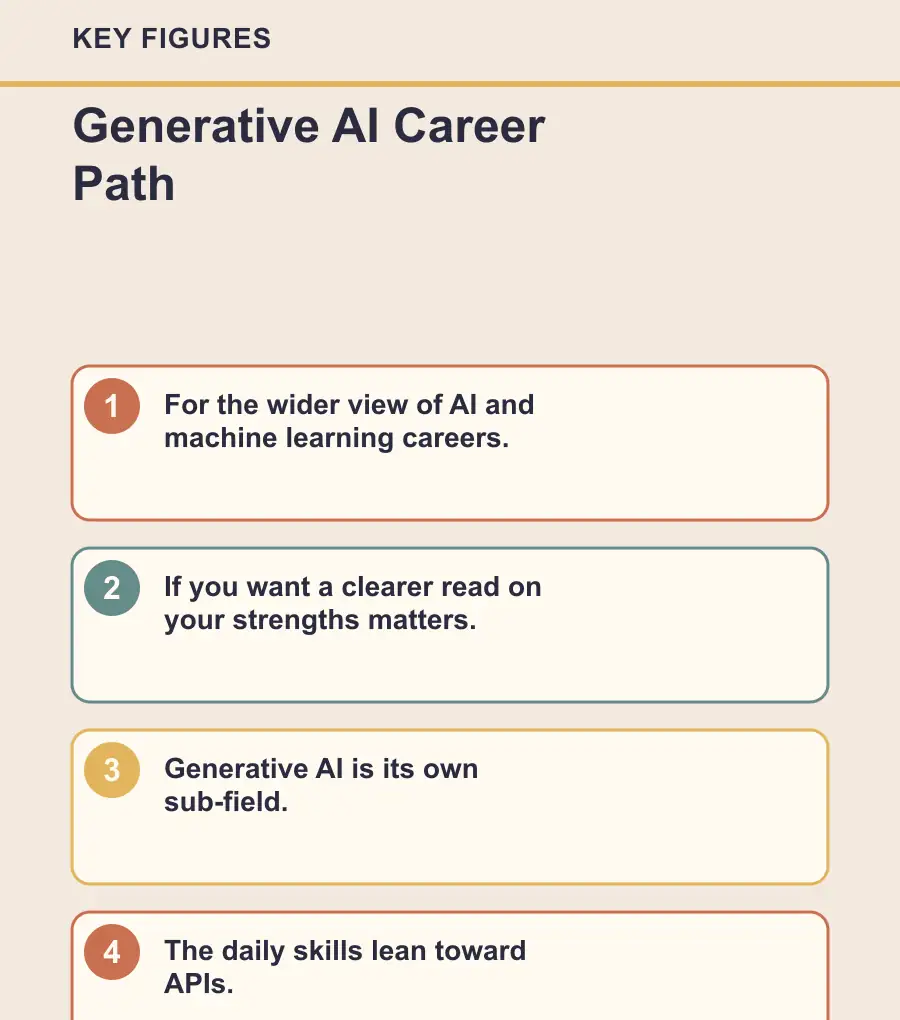 KEY FIGURES
Generative AI Career
Path
1
For the wider view of AI and
machine learning careers.
2
If you want a clearer read on
your strengths matters.
3
Generative AI is its own
sub-field.
4
The daily skills lean toward
APIs.